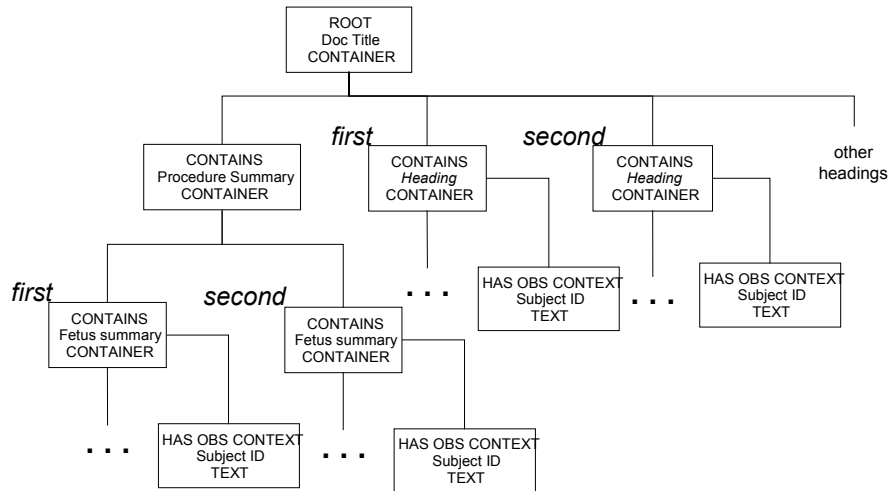 ROOT
Doc Title
CONTAINER
first
second
CONTAINS
Procedure Summary
CONTAINER
CONTAINS
Heading
CONTAINER
CONTAINS
Heading
CONTAINER
other
headings
first
second
. . .
HAS OBS CONTEXT
Subject ID
TEXT
. . .
HAS OBS CONTEXT
Subject ID
TEXT
CONTAINS
Fetus summary
CONTAINER
CONTAINS
Fetus summary
CONTAINER
. . .
HAS OBS CONTEXT
Subject ID
TEXT
. . .
HAS OBS CONTEXT
Subject ID
TEXT